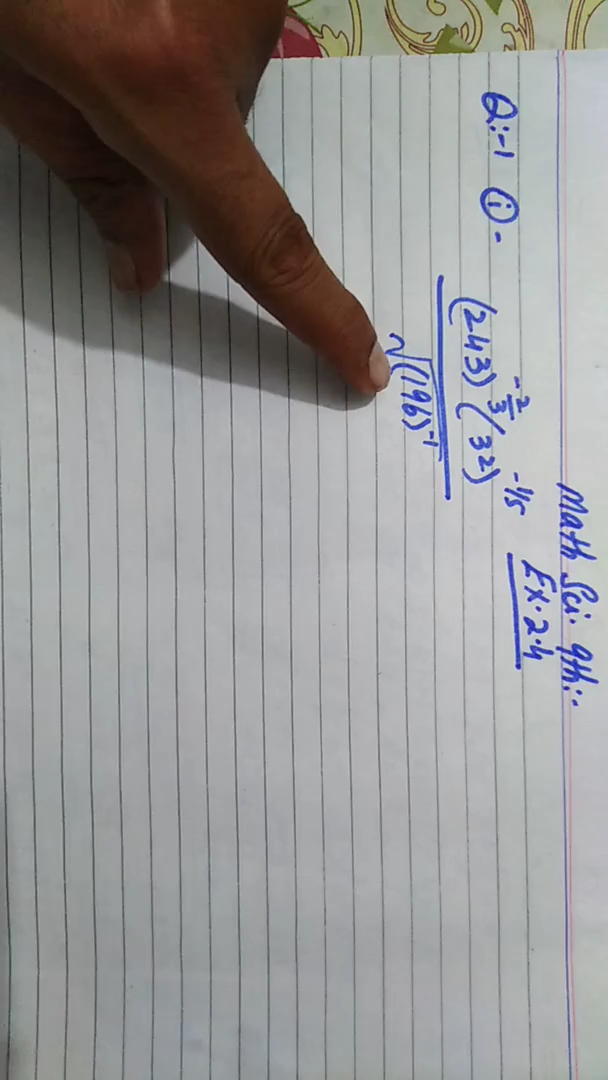 Math Sci. 9th:-
Ex. 2.4
Q:-1 (i)-
(243)^-2/3 (32)^-1/5
√(196)^-1